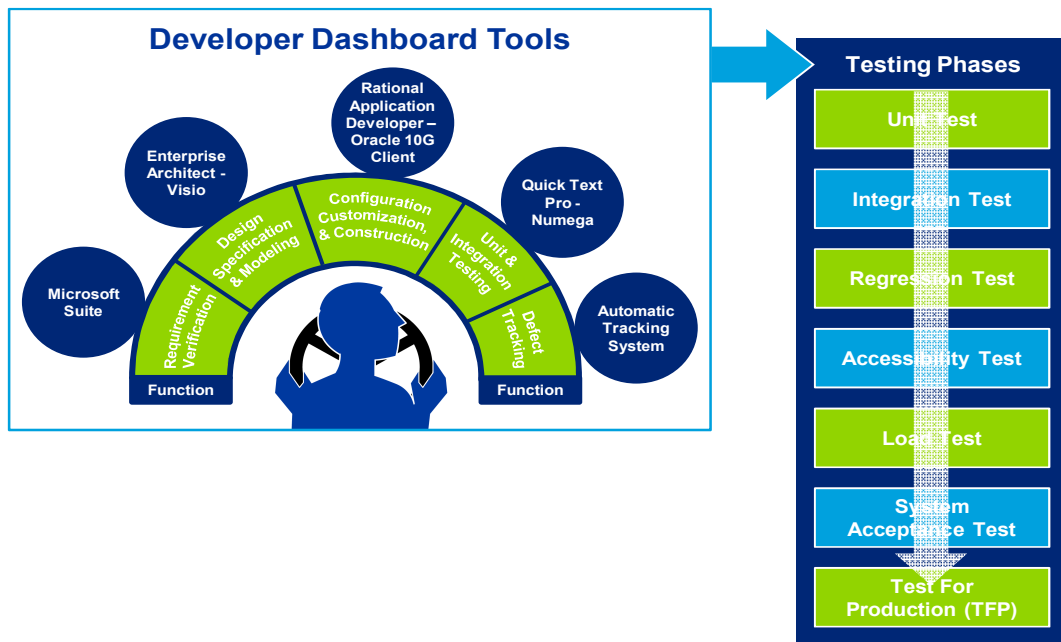 Developer Dashboard Tools
Microsoft
Suite
Enterprise
Architect -
Visio
Rational
Application
Developer –
Oracle 10G
Client
Quick Text
Pro -
Numega
Automatic
Tracking
System
Requirement
Verification
Design
Specification
& Modeling
Configuration
Customization,
& Construction
Unit &
Integration
Testing
Defect
Tracking
Function
Function
Testing Phases
Unit Test
Integration Test
Regression Test
Accessibility Test
Load Test
System
Acceptance Test
Test For
Production (TFP)